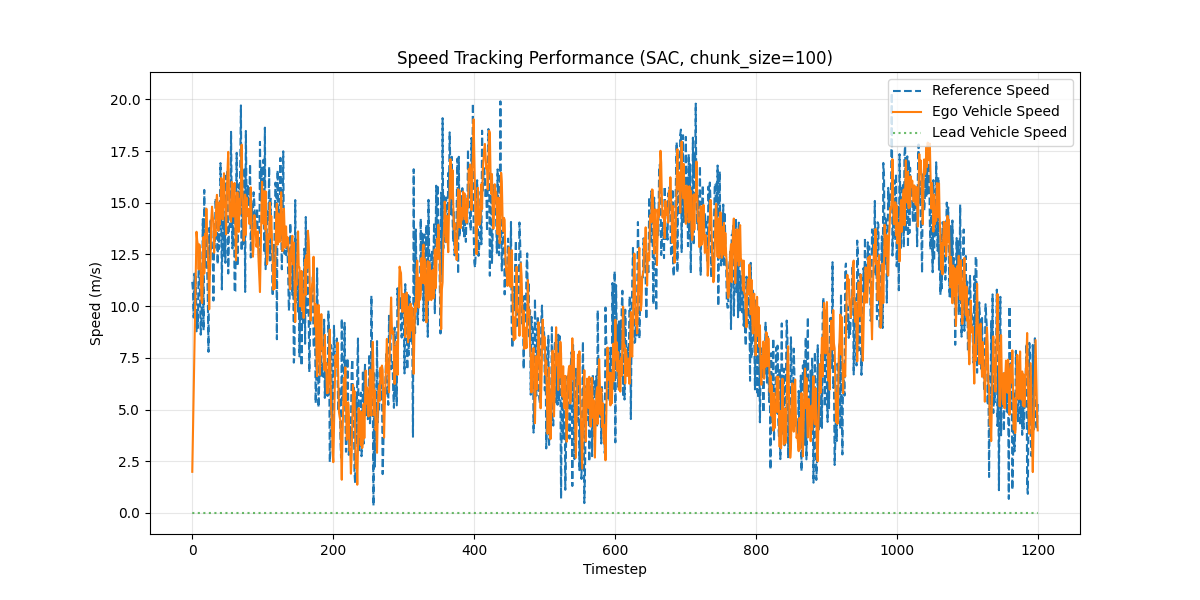 Speed Tracking Performance (SAC, chunk_size=100)
Reference Speed
Ego Vehicle Speed
Lead Vehicle Speed
Speed (m/s)
20.0
17.5
15.0
12.5
10.0
7.5
5.0
2.5
0.0
0 200 400 600 800 1000 1200
Timestep